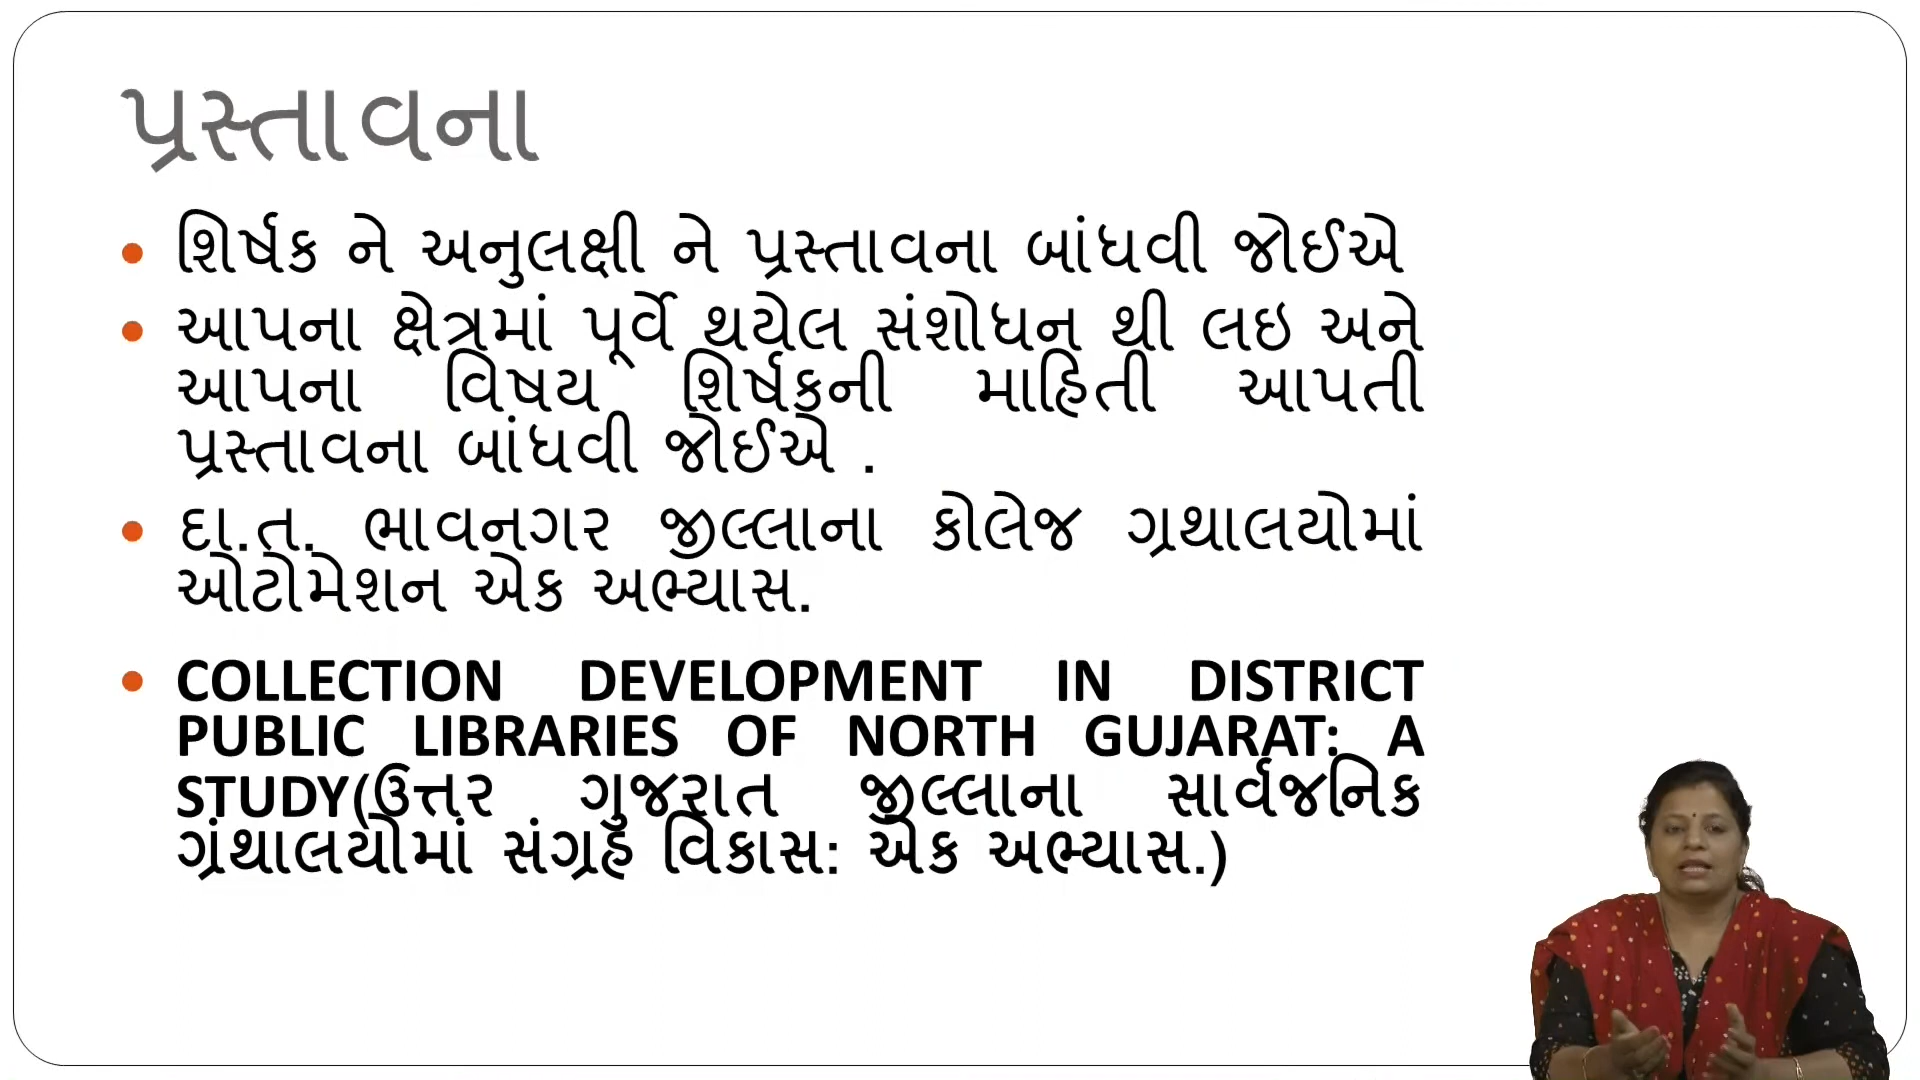 પ્રસ્તાવના
• શિર્ષક ને અનુલક્ષી ને પ્રસ્તાવના બાંધવી જોઈએ
• આપના ક્ષેત્રમાં પૂર્વે થયેલ સંશોધન થી લઇ અને
આપના વિષય શિર્ષકની માહિતી આપતી
પ્રસ્તાવના બાંધવી જોઈએ .
• દા.ત. ભાવનગર જીલ્લાના કોલેજ ગ્રથાલયોમાં
ઓટોમેશન એક અભ્યાસ.
• COLLECTION DEVELOPMENT IN DISTRICT
PUBLIC LIBRARIES OF NORTH GUJARAT: A
STUDY(ઉત્તર ગુજરાત જીલ્લાના સાર્વજનિક
ગ્રંથાલયોમાં સંગ્રહ વિકાસ: એક અભ્યાસ.)